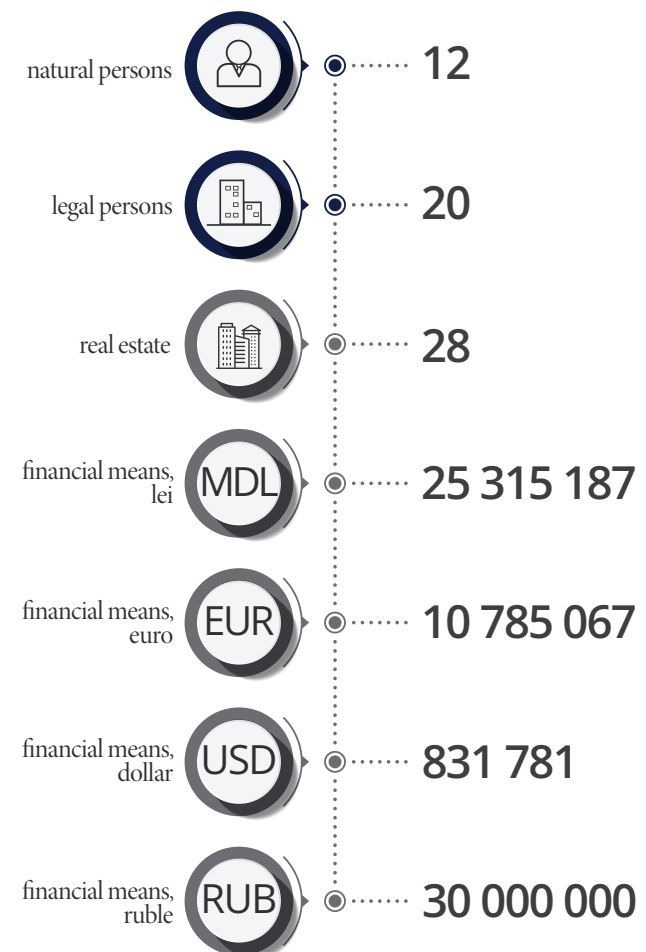 natural persons
12
legal persons
20
real estate
28
financial means,
lei
MDL
25 315 187
financial means,
euro
EUR
10 785 067
financial means,
dollar
USD
831 781
financial means,
ruble
RUB
30 000 000